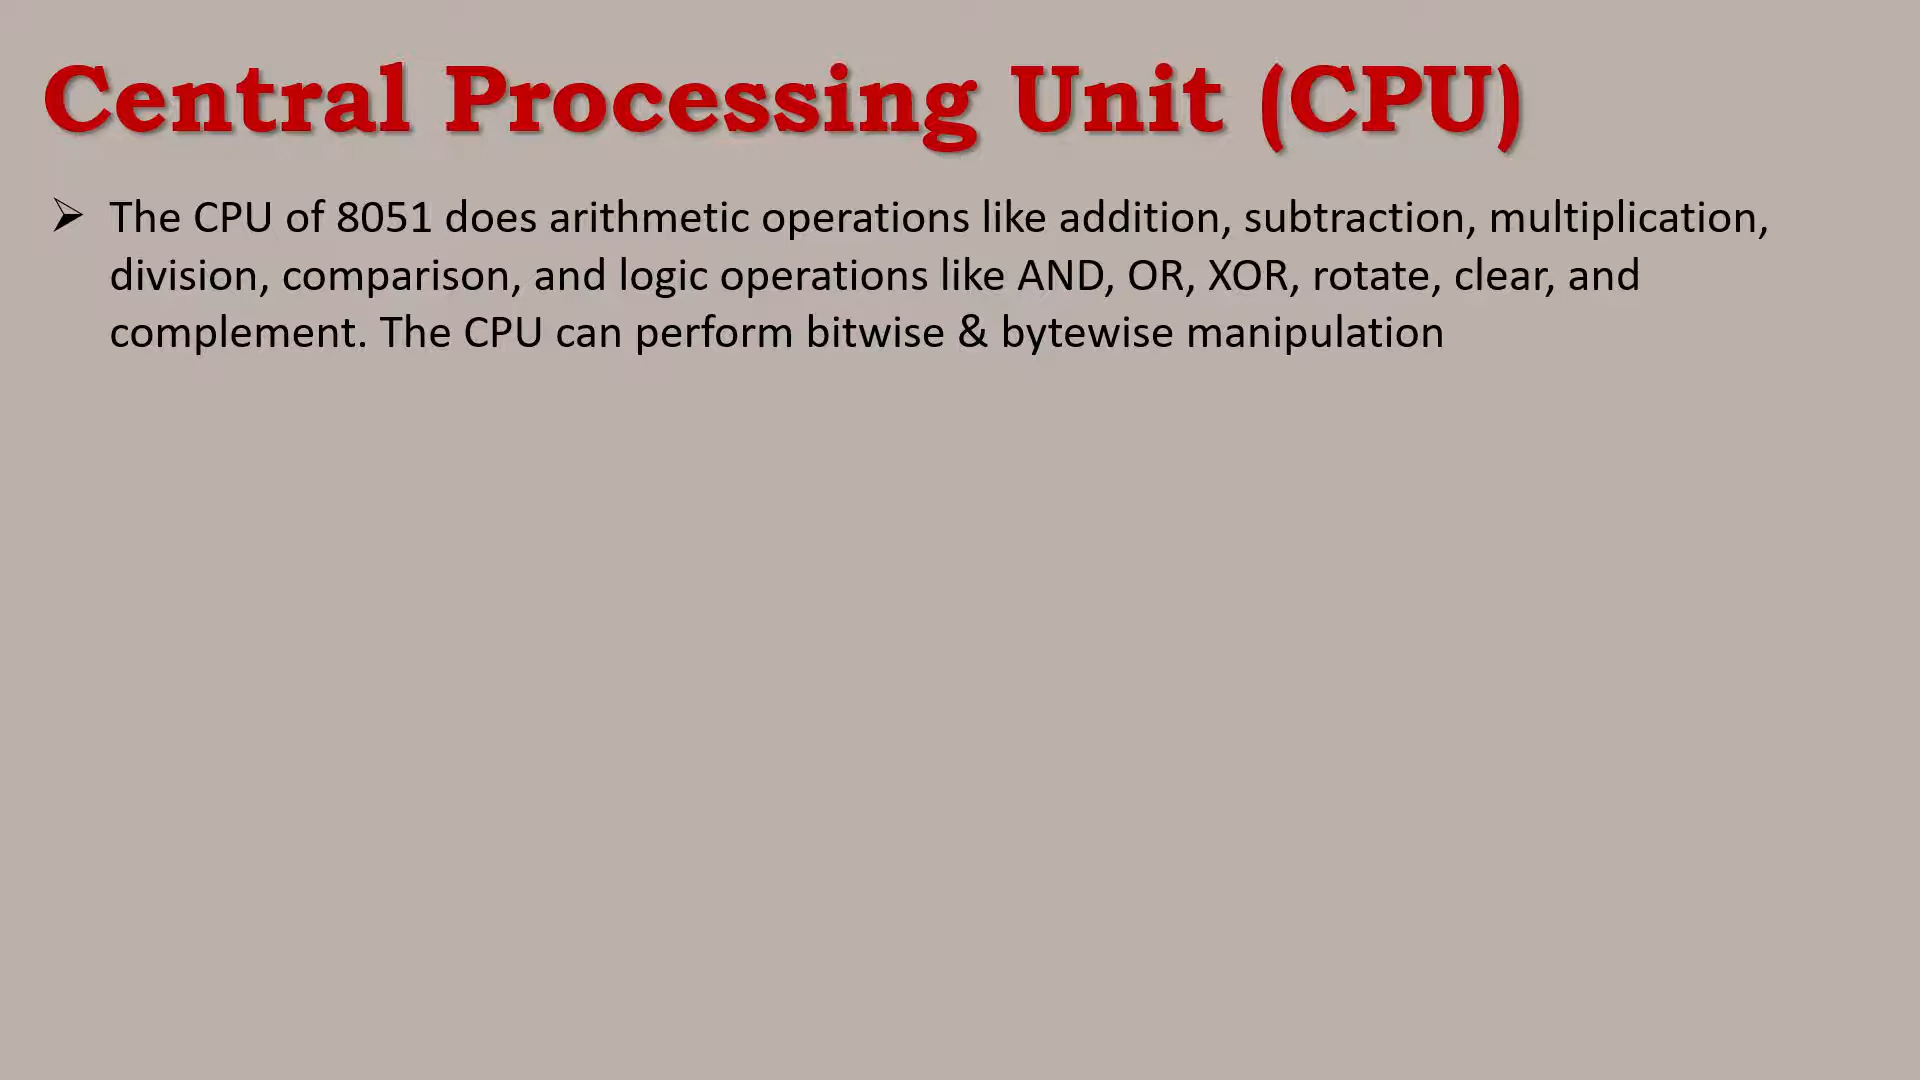 Central Processing Unit (CPU)
➢ The CPU of 8051 does arithmetic operations like addition, subtraction, multiplication,
division, comparison, and logic operations like AND, OR, XOR, rotate, clear, and
complement. The CPU can perform bitwise & bytewise manipulation